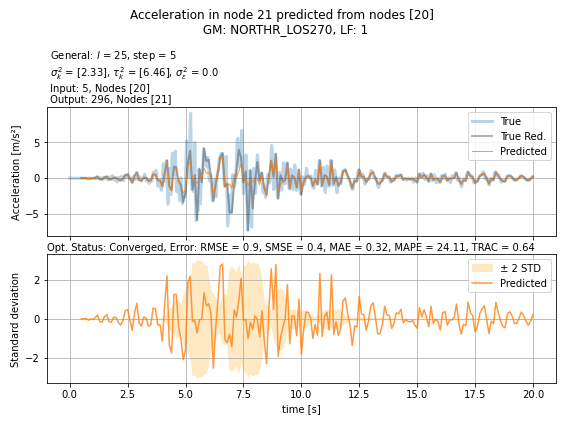 Acceleration in node 21 predicted from nodes [20]
GM: NORTHR_LOS270, LF: 1
General: l = 25, step = 5
σ²ₖ = [2.33], τ²ₖ = [6.46], σ²ε = 0.0
Input: 5, Nodes [20]
Output: 296, Nodes [21]
Acceleration [m/s²]
5
0
−5
True
True Red.
Predicted
Opt. Status: Converged, Error: RMSE = 0.9, SMSE = 0.4, MAE = 0.32, MAPE = 24.11, TRAC = 0.64
Standard deviation
2
0
−2
± 2 STD
Predicted
0.0 2.5 5.0 7.5 10.0 12.5 15.0 17.5 20.0
time [s]